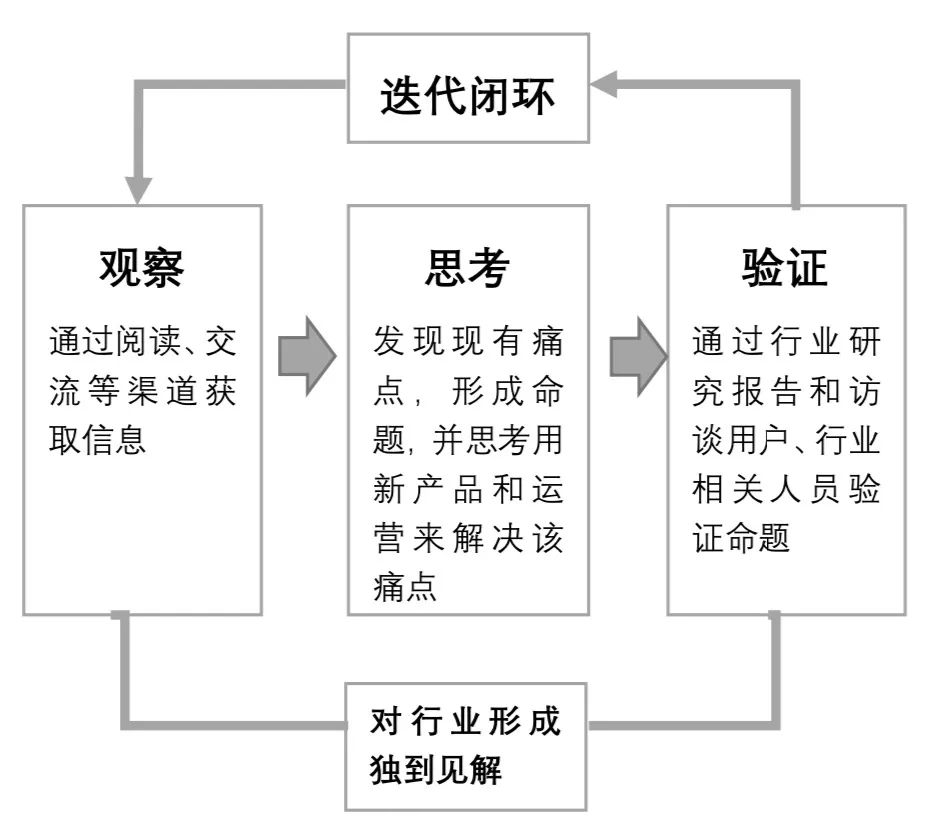 迭代闭环
观察
通过阅读、交
流等渠道获
取信息
思考
发现现有痛
点，形成命
题，并思考用
新产品和运
营来解决该
痛点
验证
通过行业研
究报告和访
谈用户、行业
相关人员验
证命题
对行业形成
独到见解